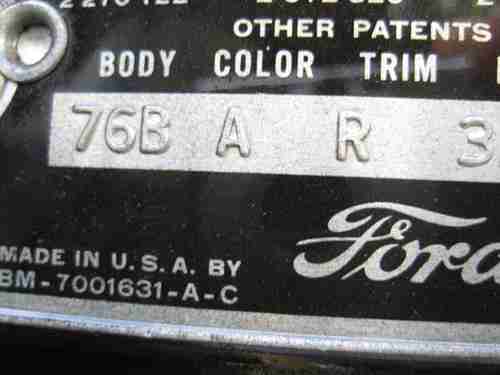 OTHER PATENTS
BODY COLOR TRIM
76B A R 3
Ford
MADE IN U.S.A. BY
BM-7001631-A-C